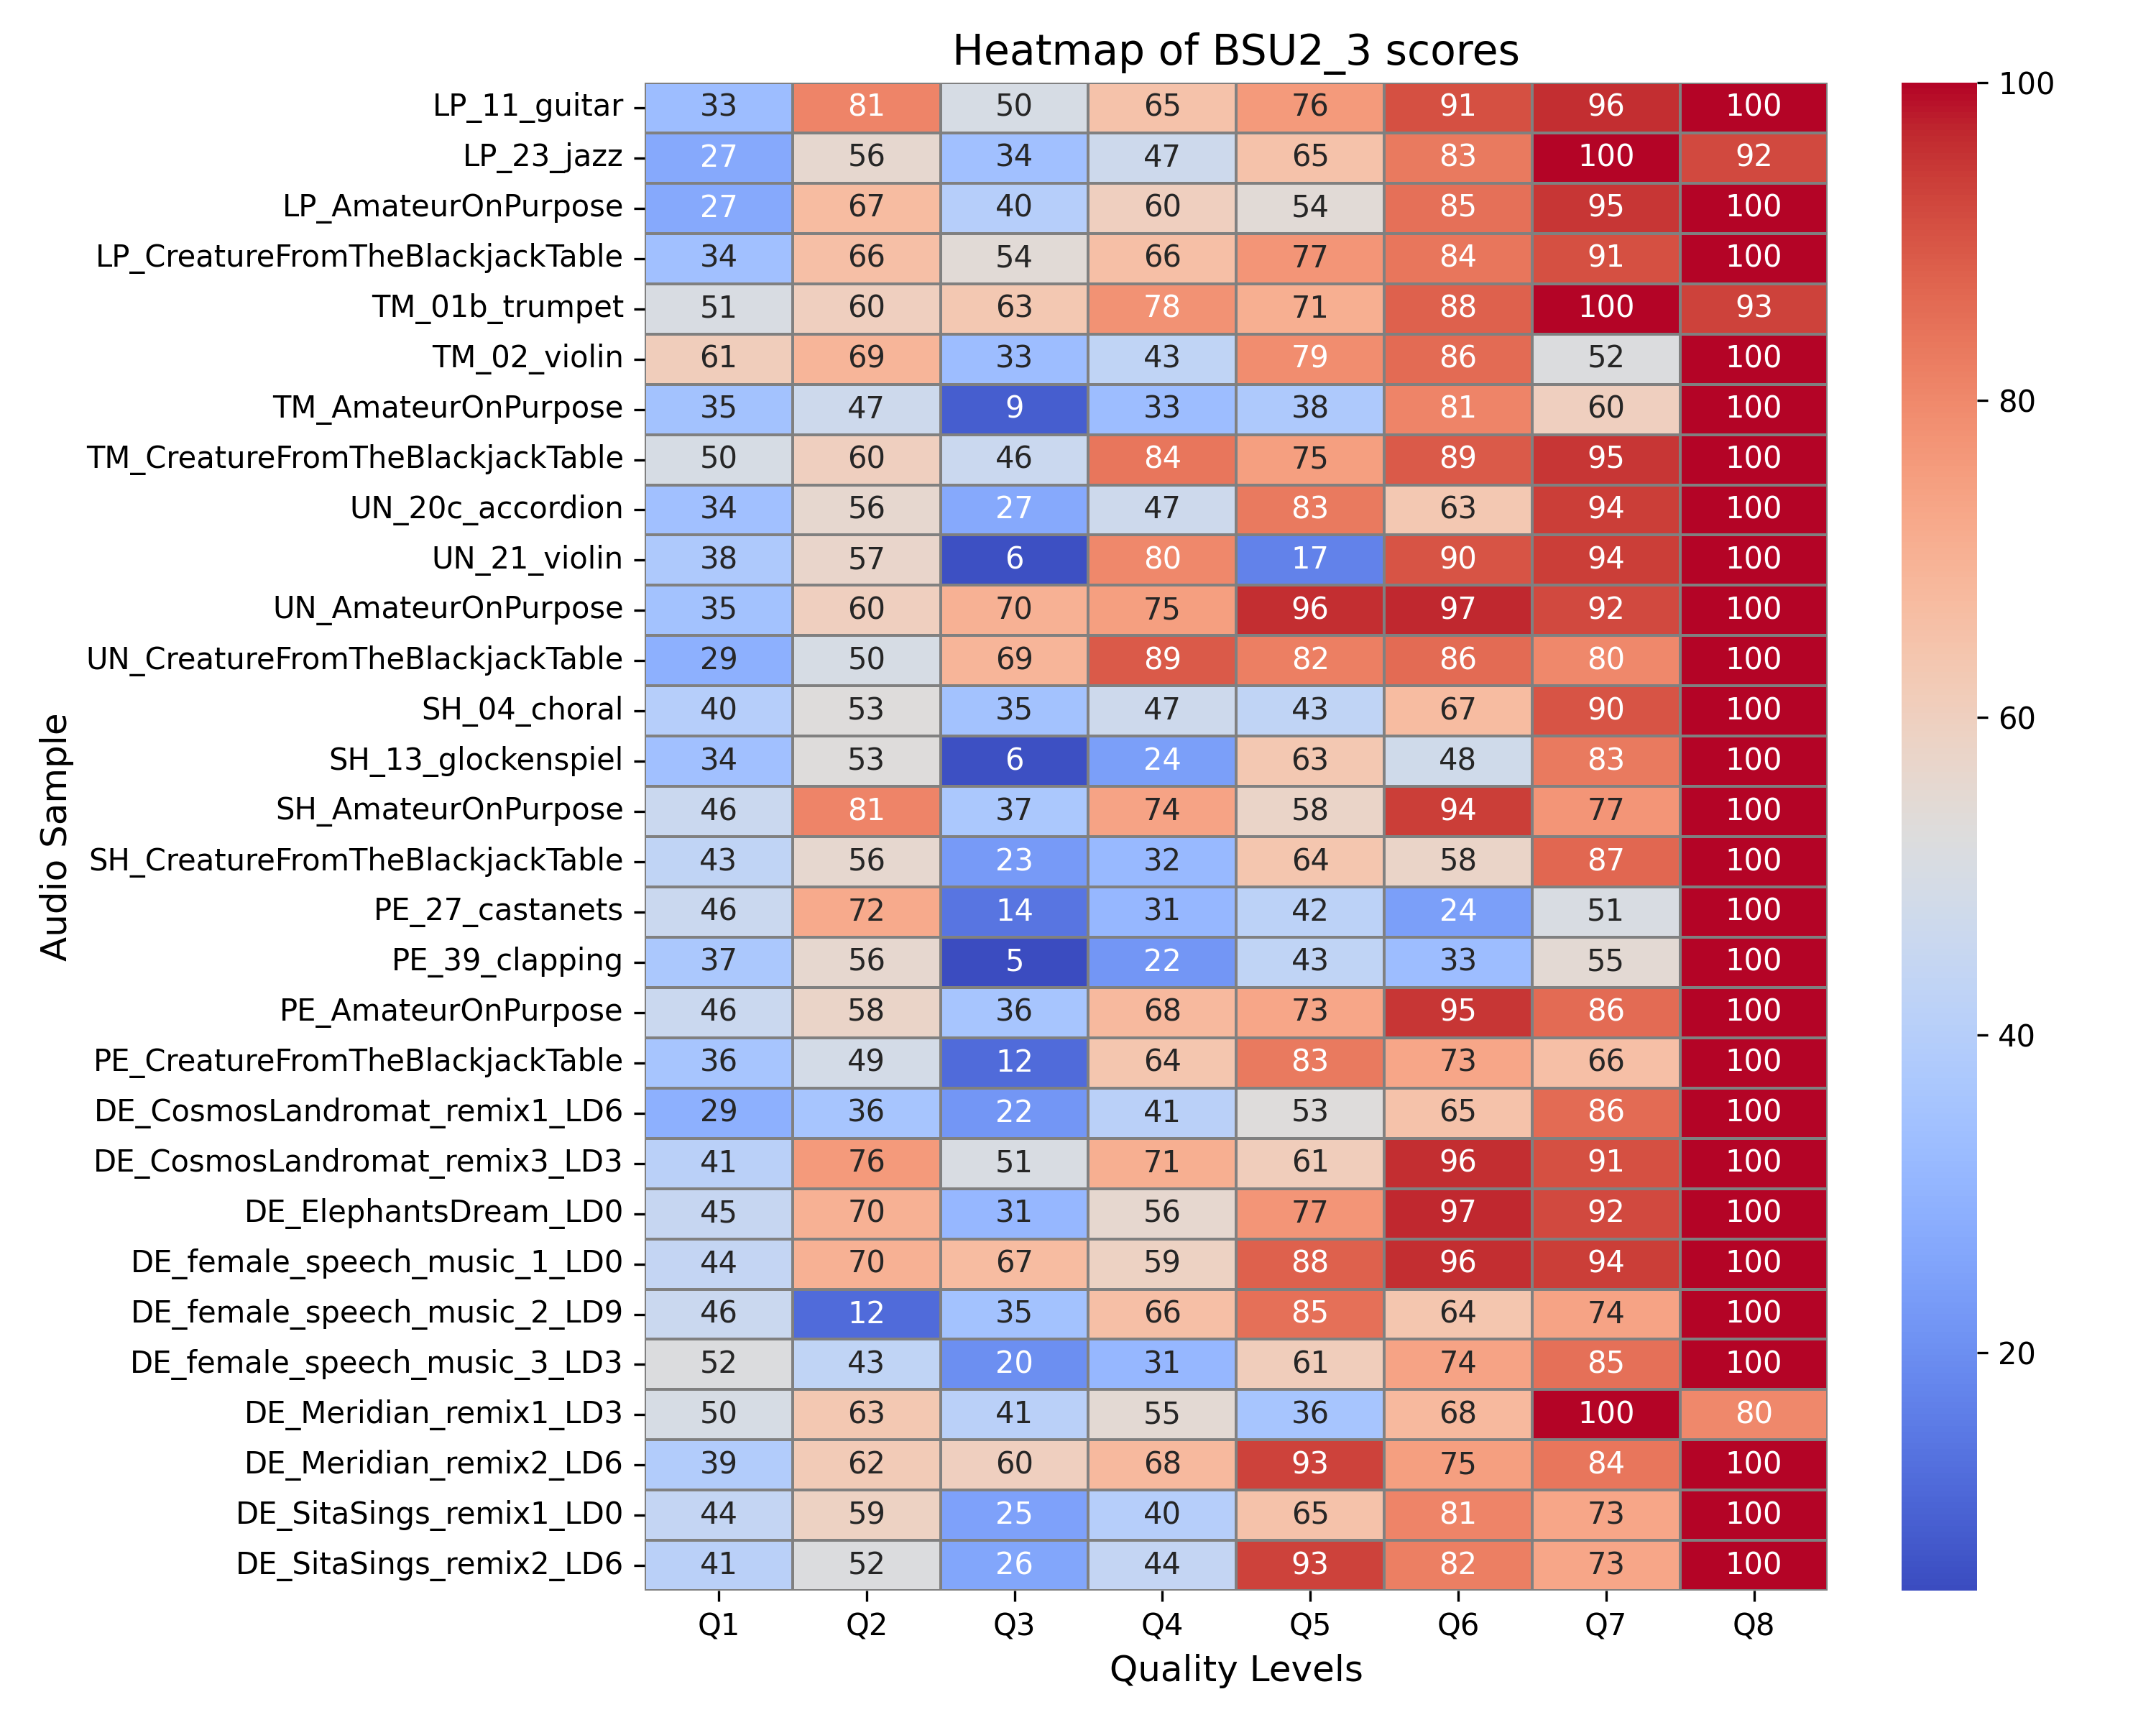 Heatmap of BSU2_3 scores
LP_11_guitar 33 81 50 65 76 91 96 100
LP_23_jazz 27 56 34 47 65 83 100 92
LP_AmateurOnPurpose 27 67 40 60 54 85 95 100
LP_CreatureFromTheBlackjackTable 34 66 54 66 77 84 91 100
TM_01b_trumpet 51 60 63 78 71 88 100 93
TM_02_violin 61 69 33 43 79 86 52 100
TM_AmateurOnPurpose 35 47 9 33 38 81 60 100
TM_CreatureFromTheBlackjackTable 50 60 46 84 75 89 95 100
UN_20c_accordion 34 56 27 47 83 63 94 100
UN_21_violin 38 57 6 80 17 90 94 100
UN_AmateurOnPurpose 35 60 70 75 96 97 92 100
UN_CreatureFromTheBlackjackTable 29 50 69 89 82 86 80 100
SH_04_choral 40 53 35 47 43 67 90 100
SH_13_glockenspiel 34 53 6 24 63 48 83 100
SH_AmateurOnPurpose 46 81 37 74 58 94 77 100
SH_CreatureFromTheBlackjackTable 43 56 23 32 64 58 87 100
PE_27_castanets 46 72 14 31 42 24 51 100
PE_39_clapping 37 56 5 22 43 33 55 100
PE_AmateurOnPurpose 46 58 36 68 73 95 86 100
PE_CreatureFromTheBlackjackTable 36 49 12 64 83 73 66 100
DE_CosmosLandromat_remix1_LD6 29 36 22 41 53 65 86 100
DE_CosmosLandromat_remix3_LD3 41 76 51 71 61 96 91 100
DE_ElephantsDream_LD0 45 70 31 56 77 97 92 100
DE_female_speech_music_1_LD0 44 70 67 59 88 96 94 100
DE_female_speech_music_2_LD9 46 12 35 66 85 64 74 100
DE_female_speech_music_3_LD3 52 43 20 31 61 74 85 100
DE_Meridian_remix1_LD3 50 63 41 55 36 68 100 80
DE_Meridian_remix2_LD6 39 62 60 68 93 75 84 100
DE_SitaSings_remix1_LD0 44 59 25 40 65 81 73 100
DE_SitaSings_remix2_LD6 41 52 26 44 93 82 73 100
Q1 Q2 Q3 Q4 Q5 Q6 Q7 Q8
Quality Levels
Audio Sample
100
80
60
40
20